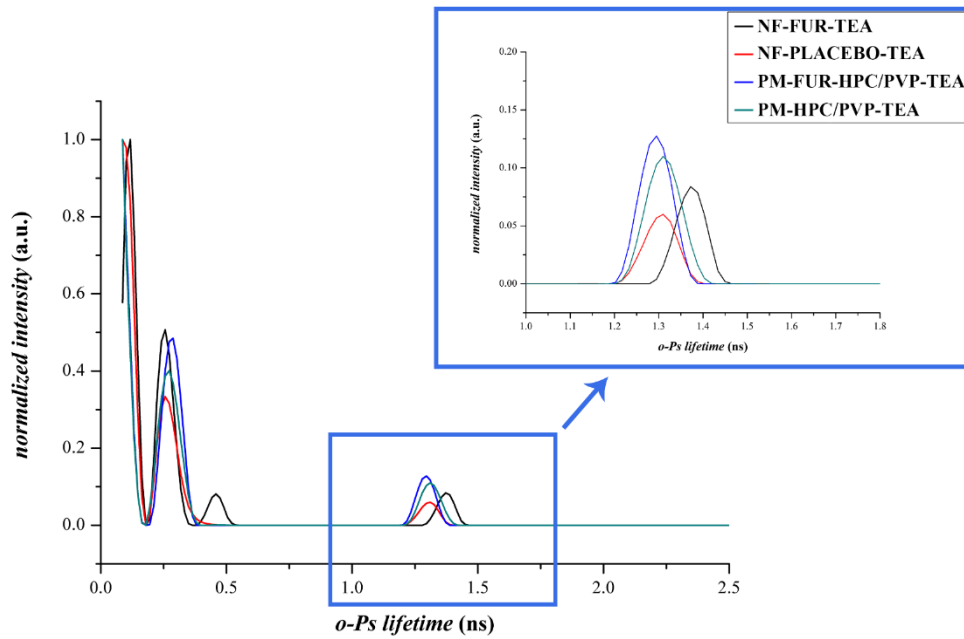 NF-FUR-TEA
NF-PLACEBO-TEA
PM-FUR-HPC/PVP-TEA
PM-HPC/PVP-TEA
0.20
0.15
0.10
0.05
0.00
normalized intensity (a.u.)
1.0 1.1 1.2 1.3 1.4 1.5 1.6 1.7 1.8
o-Ps lifetime (ns)
1.0
0.8
0.6
0.4
0.2
0.0
normalized intensity (a.u.)
0.0 0.5 1.0 1.5 2.0 2.5
o-Ps lifetime (ns)